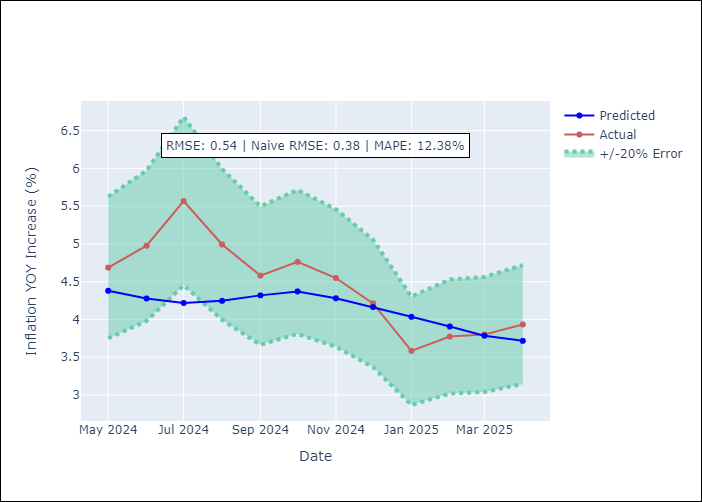 Predicted
Actual
+/-20% Error
RMSE: 0.54 | Naive RMSE: 0.38 | MAPE: 12.38%
Inflation YOY Increase (%)
6.5
6
5.5
5
4.5
4
3.5
3
May 2024
Jul 2024
Sep 2024
Nov 2024
Jan 2025
Mar 2025
Date